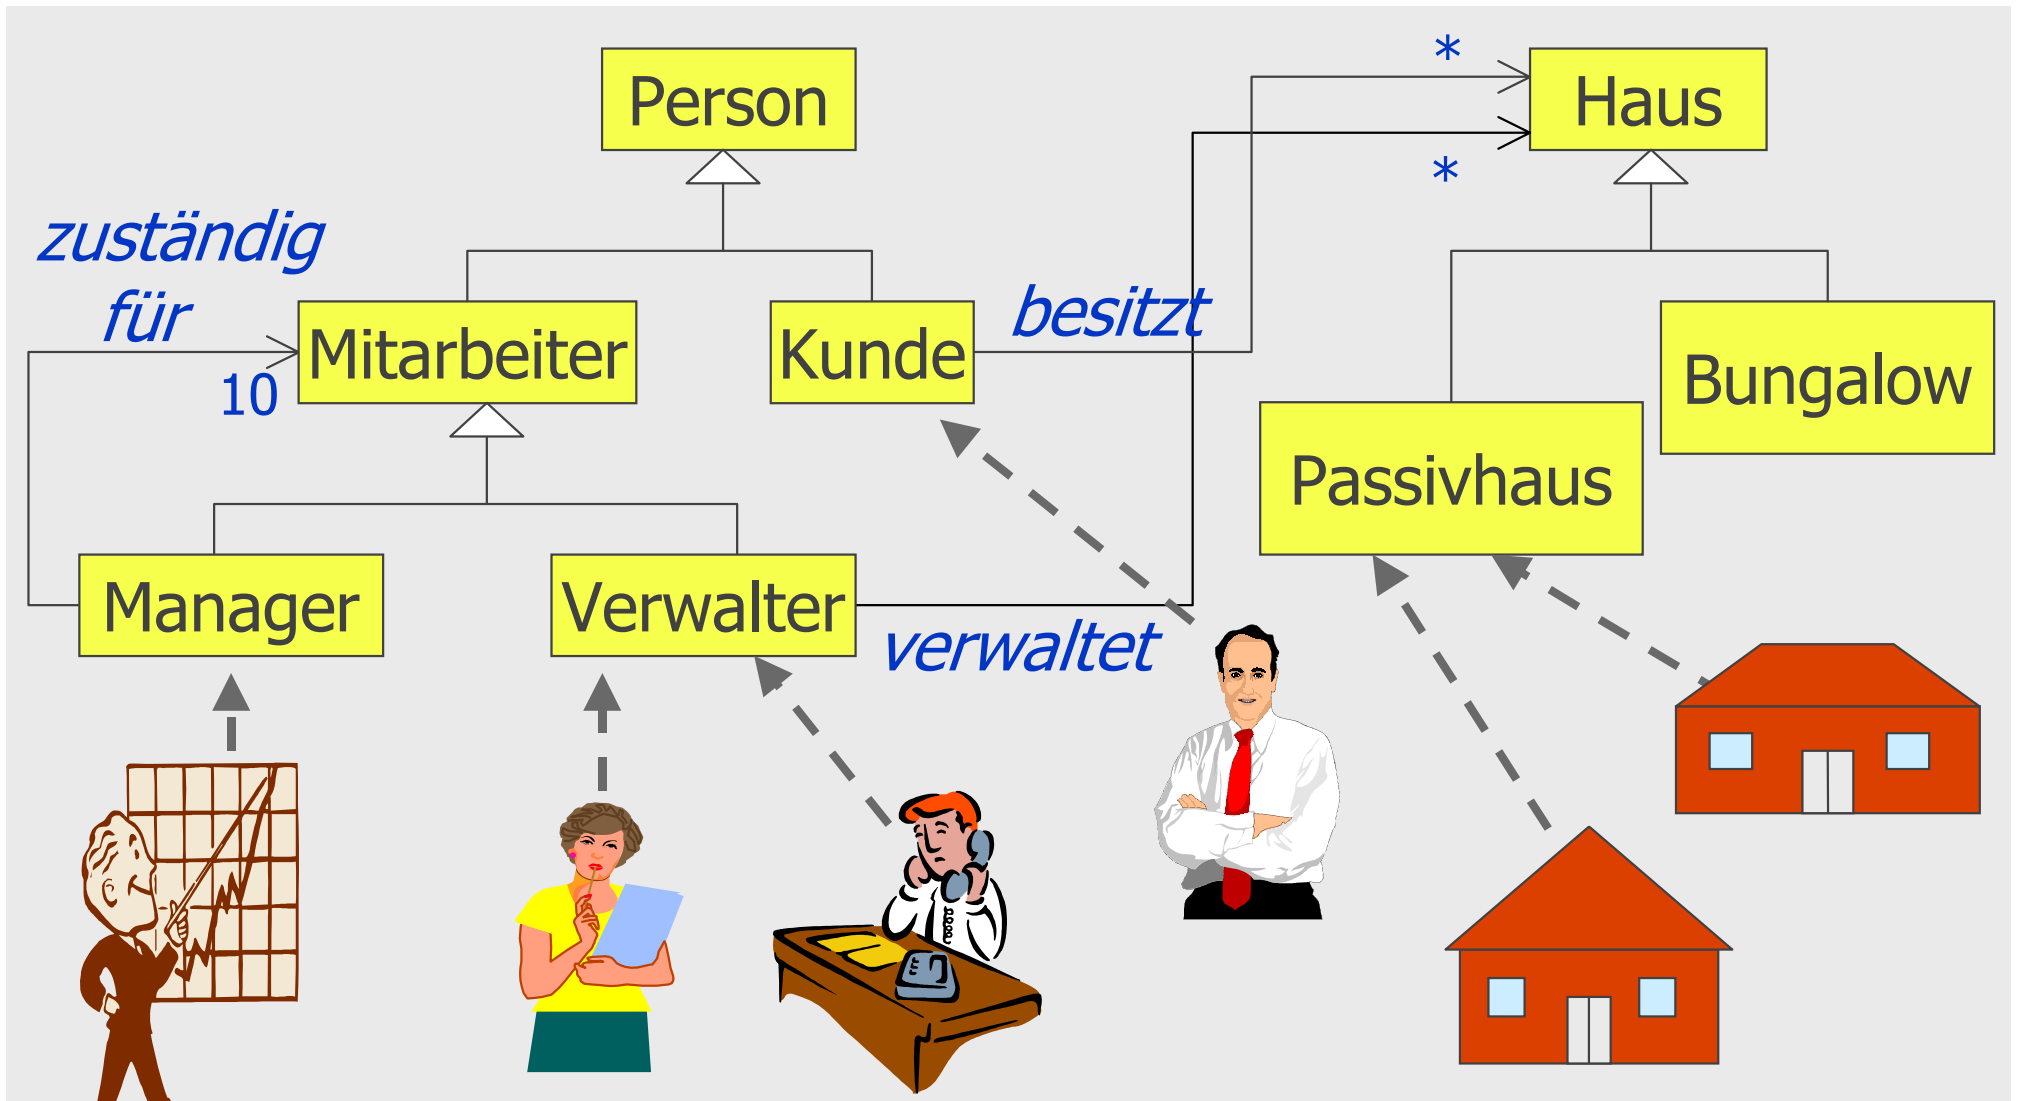 Person
*
Haus
*
zuständig
für
10
Mitarbeiter
Kunde
besitzt
Bungalow
Passivhaus
Manager
Verwalter
verwaltet